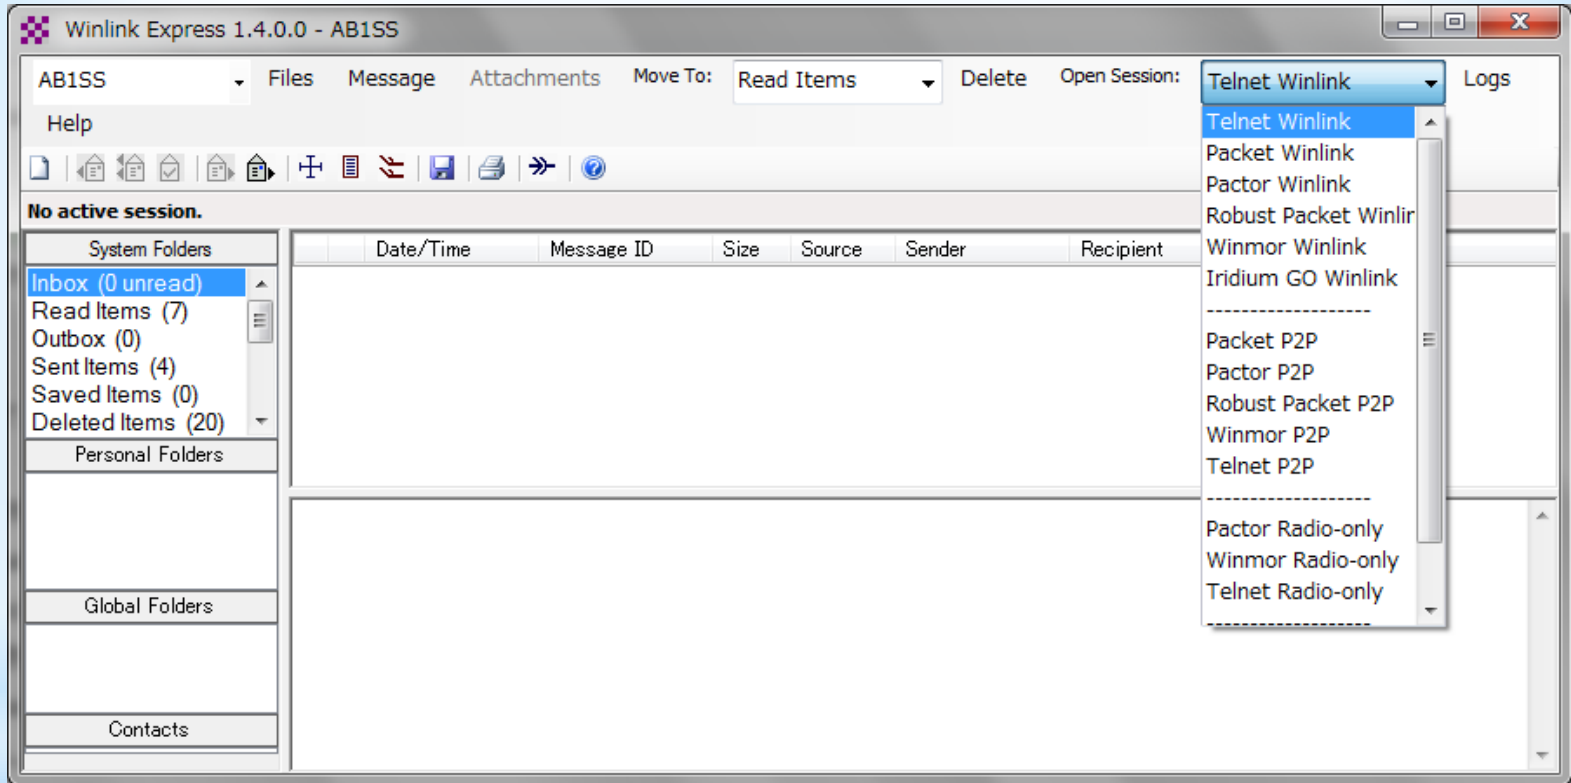 Winlink Express 1.4.0.0 - AB1SS
AB1SS Files Message Attachments Move To: Read Items Delete Open Session: Telnet Winlink Logs
Help
Telnet Winlink
Packet Winlink
Pactor Winlink
Robust Packet Winlin
Winmor Winlink
Iridium GO Winlink
-------------------
Packet P2P
Pactor P2P
Robust Packet P2P
Winmor P2P
Telnet P2P
-------------------
Pactor Radio-only
Winmor Radio-only
Telnet Radio-only
-------------------
No active session.
System Folders
Inbox (0 unread)
Read Items (7)
Outbox (0)
Sent Items (4)
Saved Items (0)
Deleted Items (20)
Personal Folders
Global Folders
Contacts
Date/Time Message ID Size Source Sender Recipient